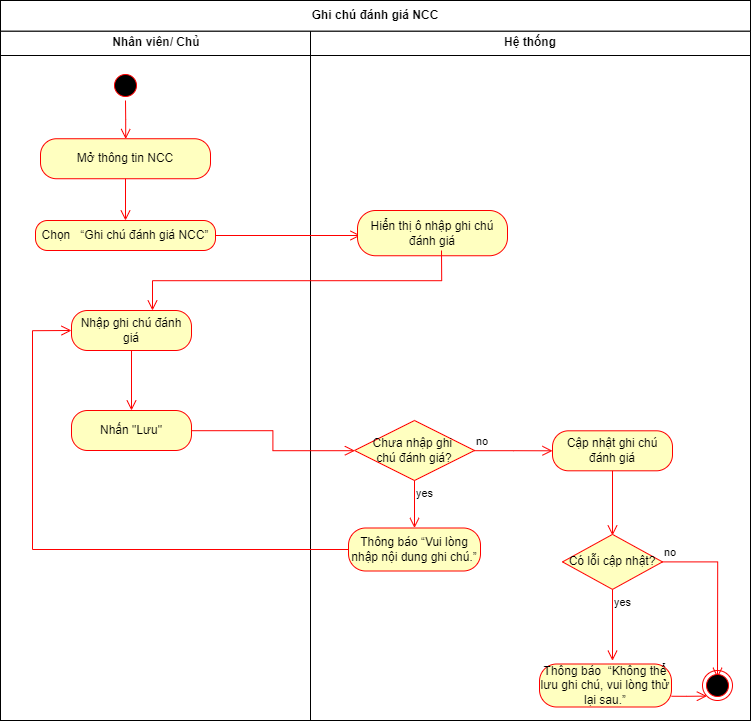 Ghi chú đánh giá NCC
Nhân viên/ Chủ
Hệ thống
Mở thông tin NCC
Chọn “Ghi chú đánh giá NCC”
Hiển thị ô nhập ghi chú
đánh giá
Nhập ghi chú đánh
giá
Nhấn "Lưu"
Chưa nhập ghi
chú đánh giá?
no
Cập nhật ghi chú
đánh giá
yes
Thông báo “Vui lòng
nhập nội dung ghi chú.”
Có lỗi cập nhật?
no
yes
Thông báo “Không thể
lưu ghi chú, vui lòng thử
lại sau.”